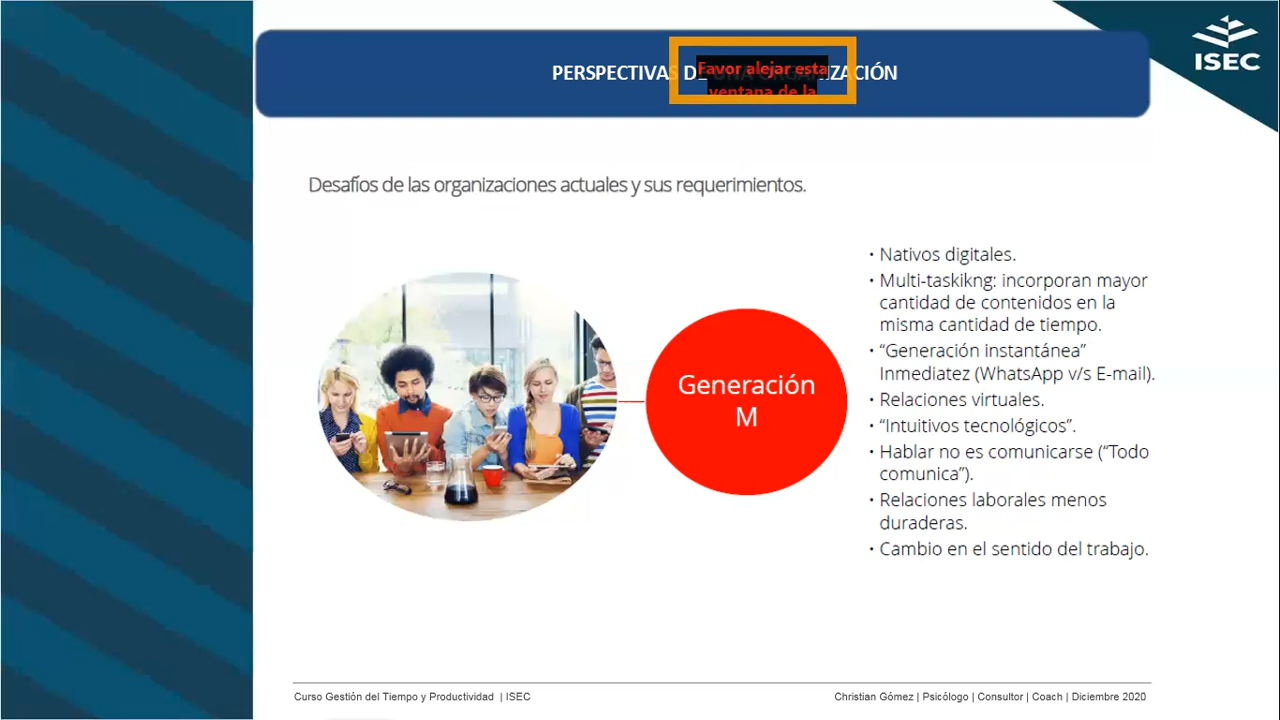 ISEC
PERSPECTIVAS DE UNA ORGANIZACIÓN
Favor alejar esta
ventana de la
Desafíos de las organizaciones actuales y sus requerimientos.
Generación
M
• Nativos digitales.
• Multi-taskikng: incorporan mayor
cantidad de contenidos en la
misma cantidad de tiempo.
• “Generación instantánea”
Inmediatez (WhatsApp v/s E-mail).
• Relaciones virtuales.
• “Intuitivos tecnológicos”.
• Hablar no es comunicarse (“Todo
comunica”).
• Relaciones laborales menos
duraderas.
• Cambio en el sentido del trabajo.
Curso Gestión del Tiempo y Productividad | ISEC
Christian Gómez | Psicólogo | Consultor | Coach | Diciembre 2020